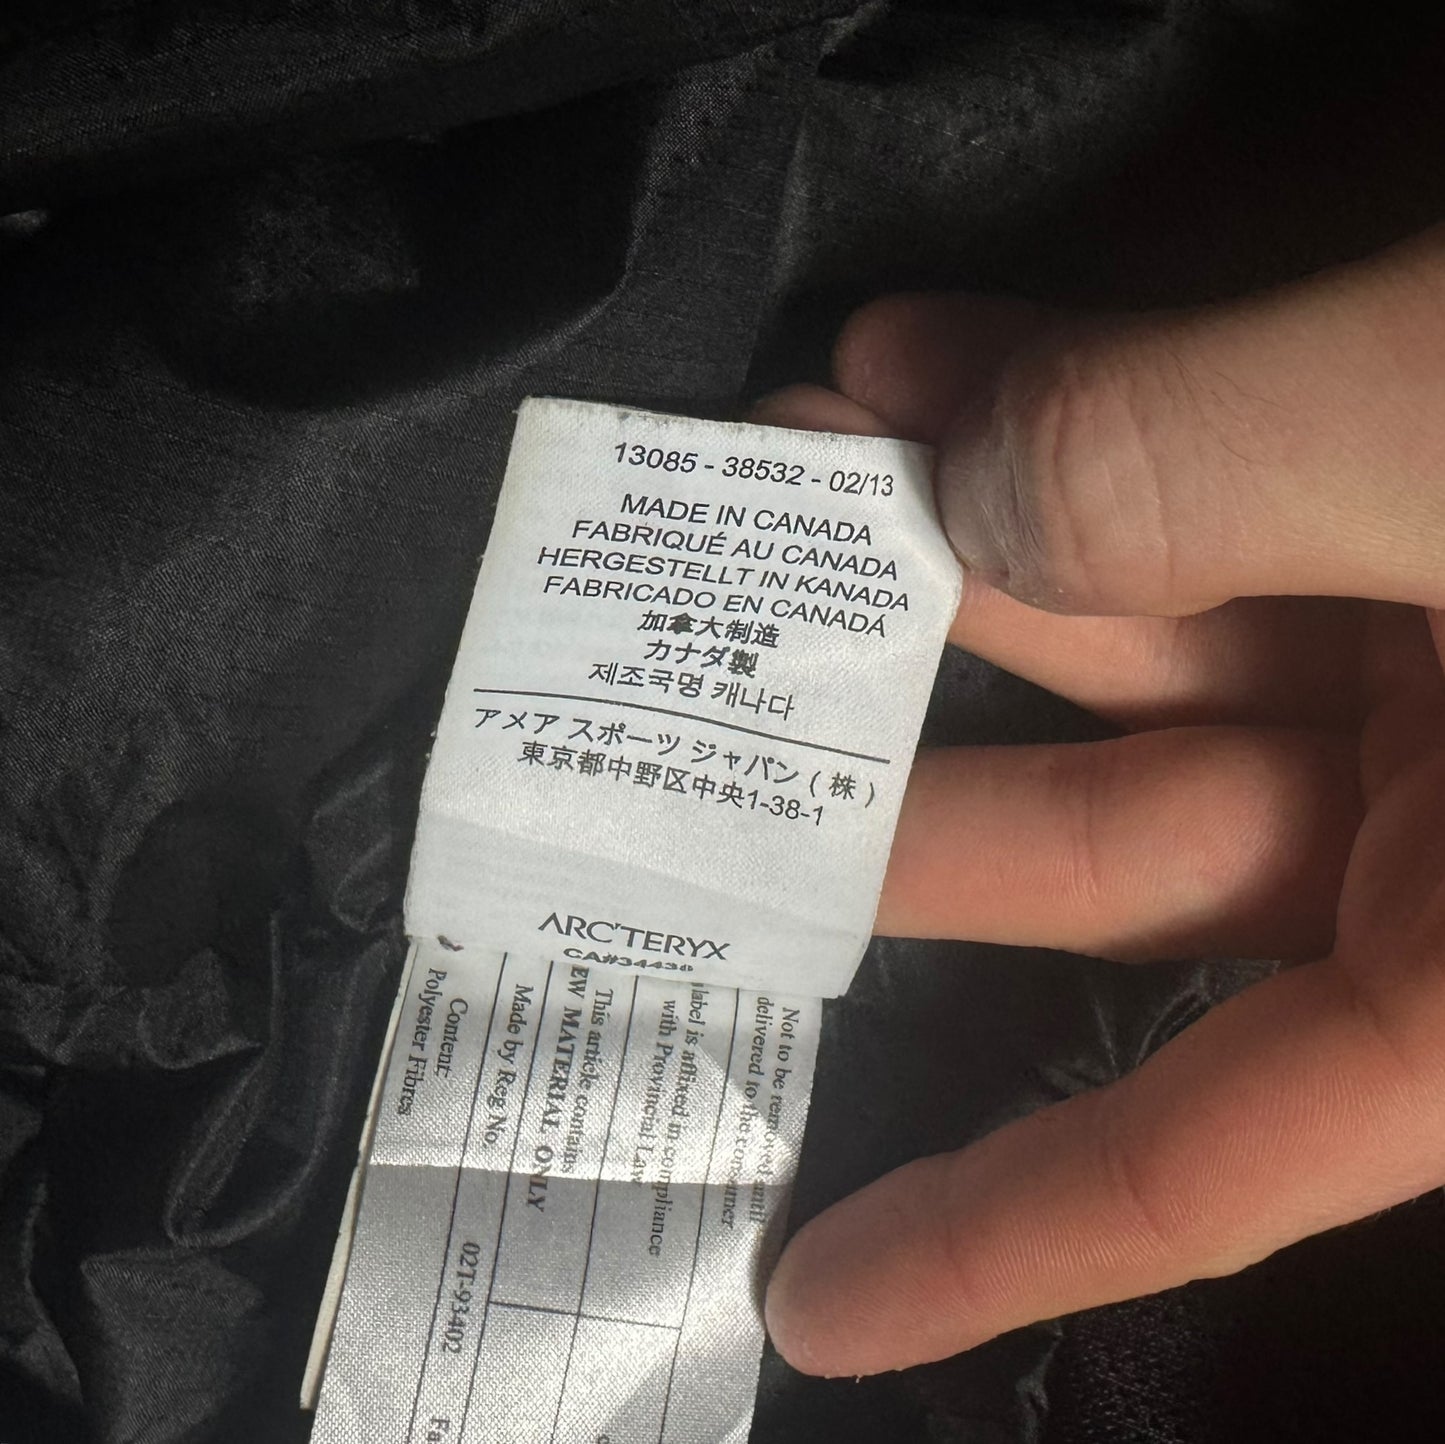 13085 - 38532 - 02/13
MADE IN CANADA
FABRIQUÉ AU CANADA
HERGESTELLT IN KANADA
FABRICADO EN CANADÁ
加拿大制造
カナダ製
제조국명 캐나다
アメア スポーツ ジャパン ( 株 )
東京都中野区中央1-38-1
ARC'TERYX
CA#34430
Not to be removed until
delivered to the consumer
label is affixed in compliance
with Provincial Law
This article contains
NEW MATERIAL ONLY
Made by Reg No.
02T-93402
Content:
Polyester Fibres